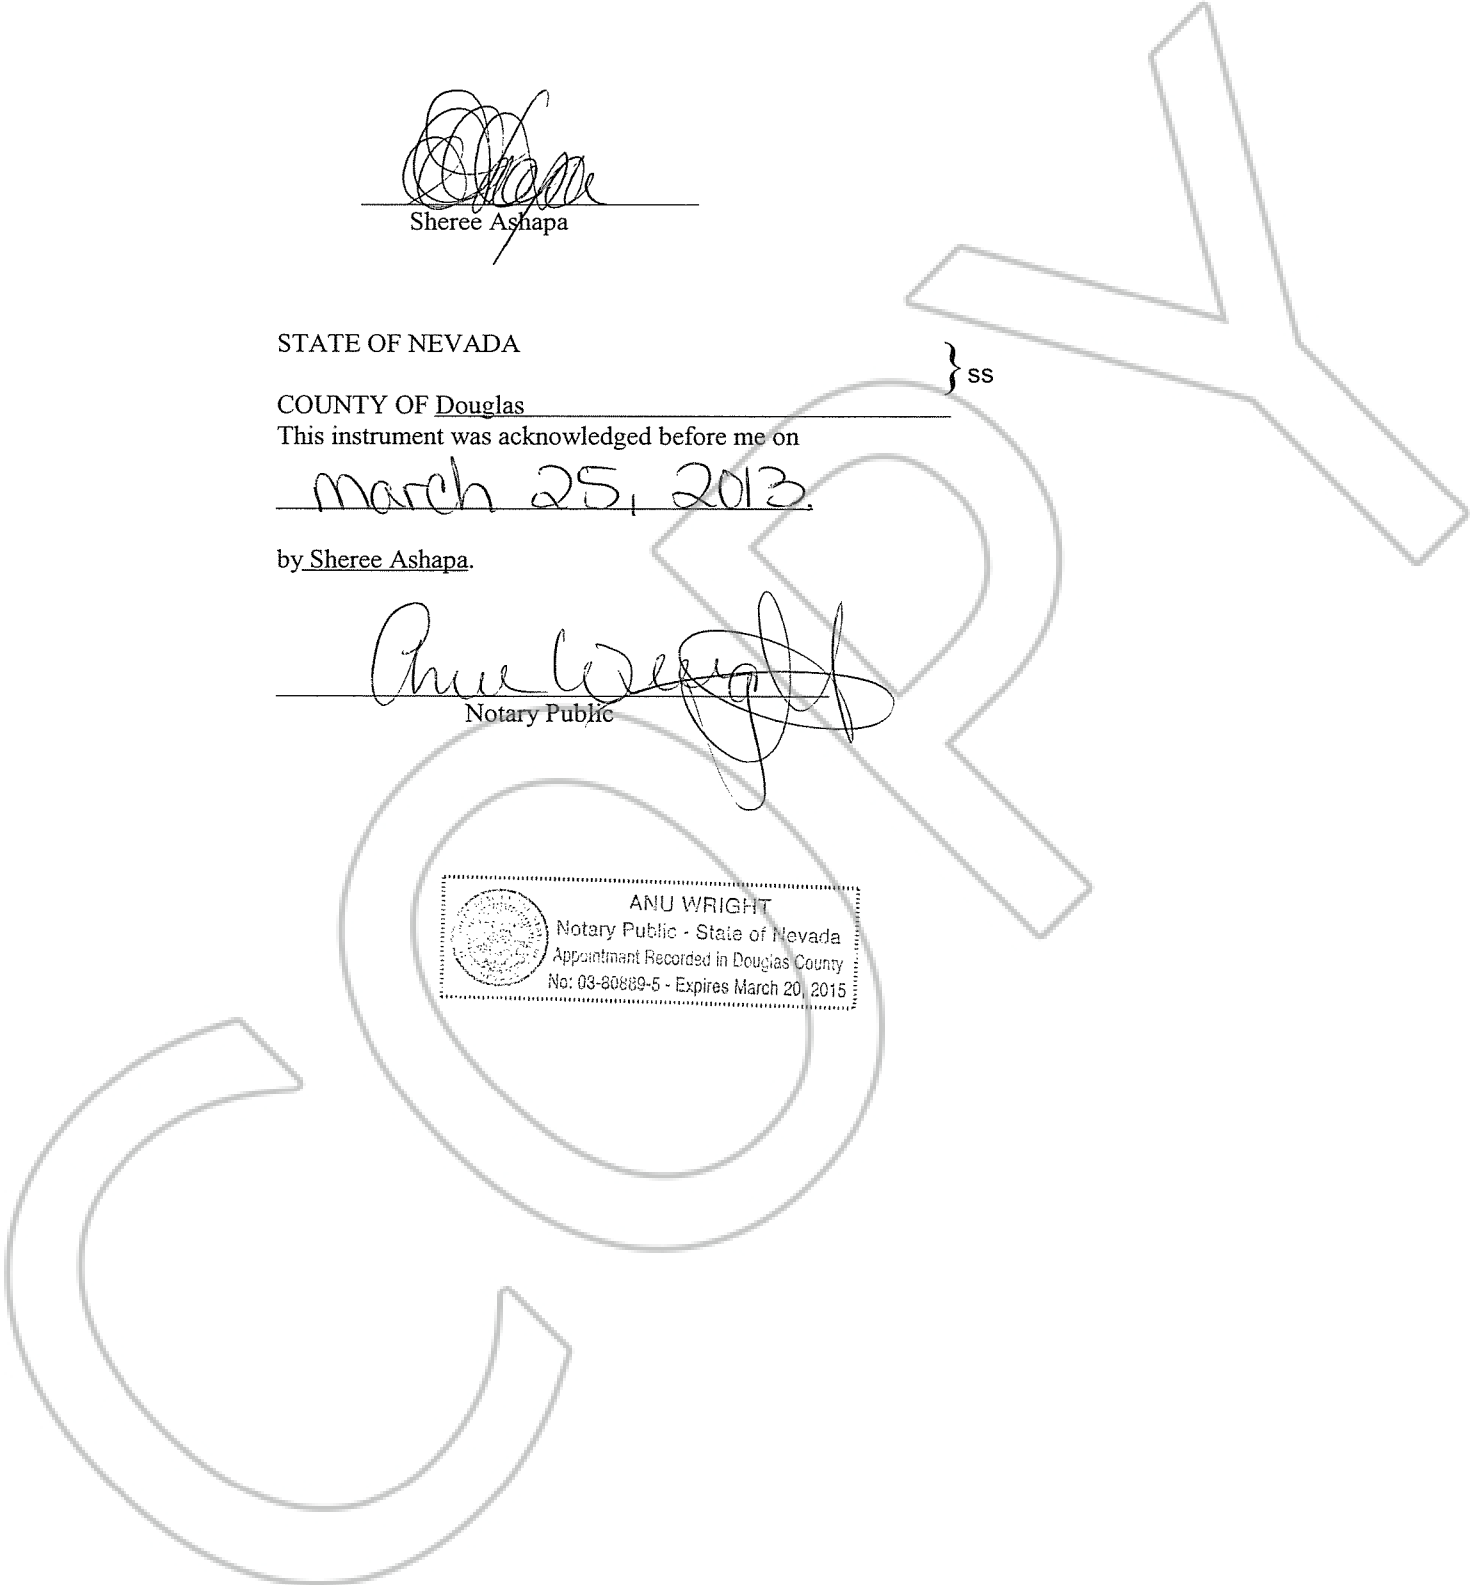 Sheree Ashapa
STATE OF NEVADA
} ss
COUNTY OF Douglas
This instrument was acknowledged before me on
March 25, 2013.
by Sheree Ashapa.
Anu Wright
Notary Public
ANU WRIGHT
Notary Public - State of Nevada
Appointment Recorded in Douglas County
No: 03-80889-5 - Expires March 20, 2015
COPY